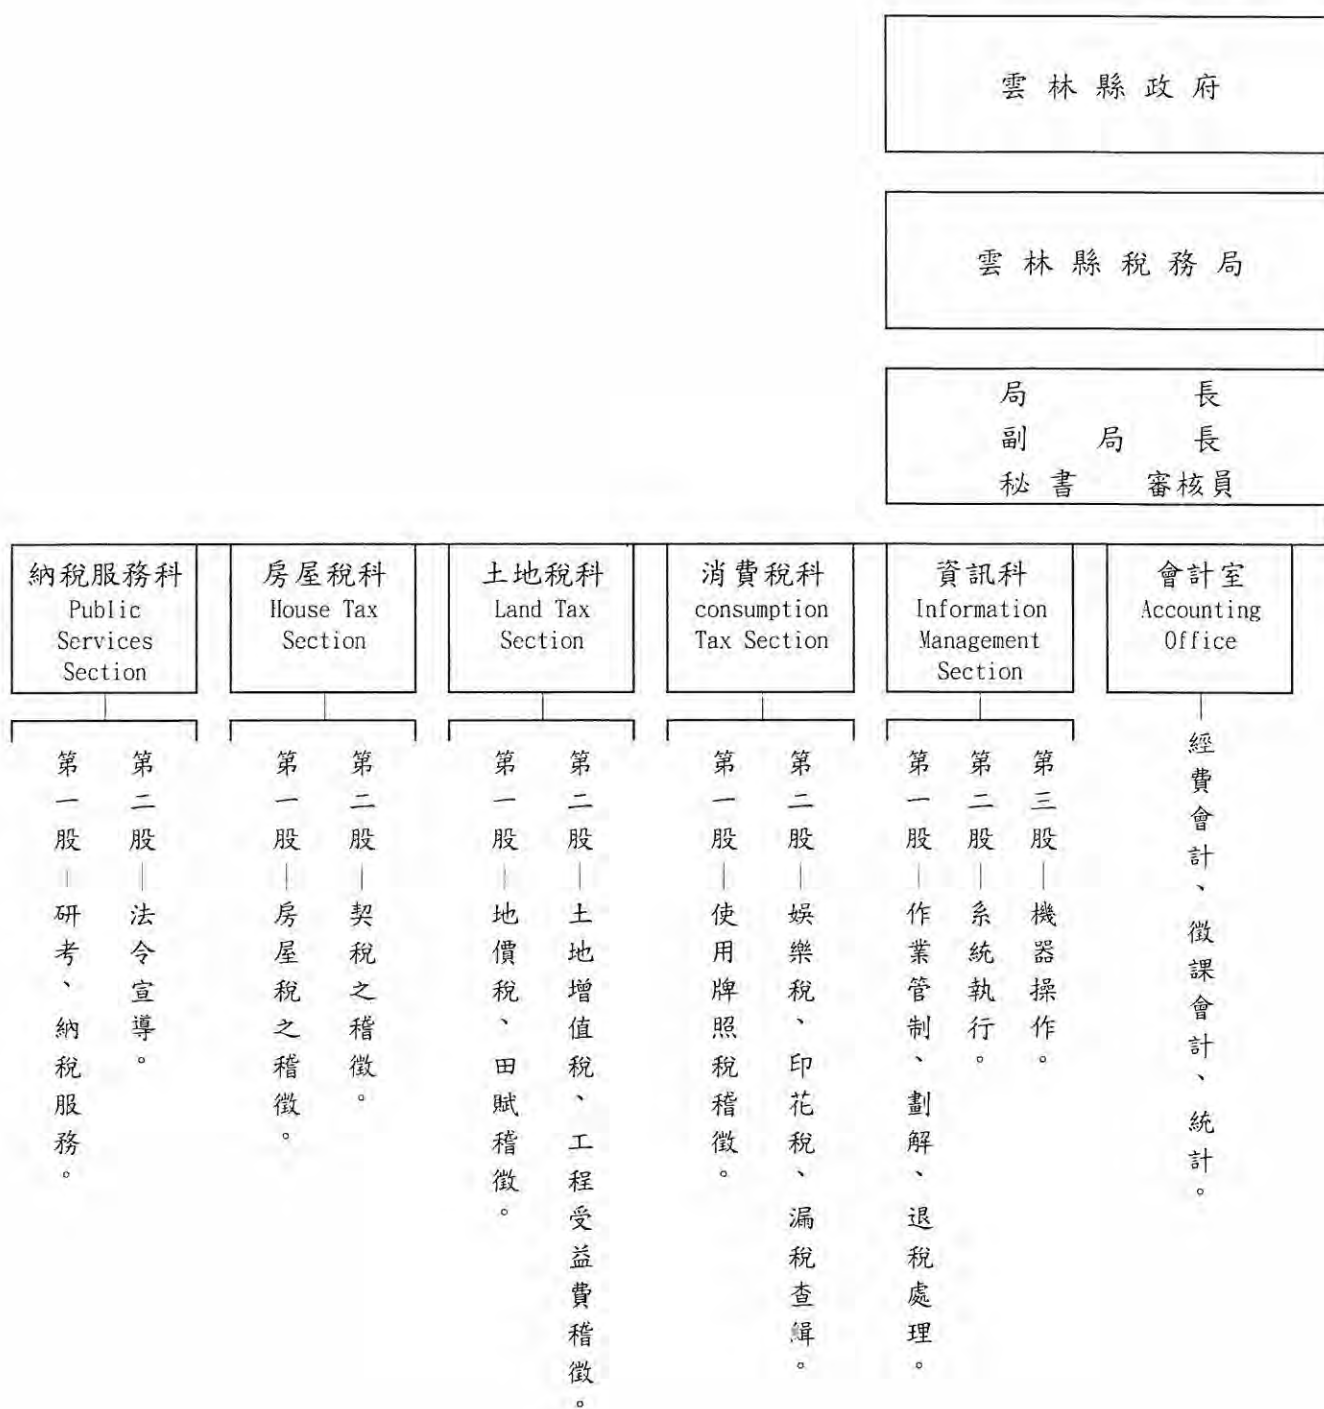 雲林縣政府
雲林縣稅務局
局長
副局長
秘書 審核員
納稅服務科
Public
Services
Section
房屋稅科
House Tax
Section
土地稅科
Land Tax
Section
消費稅科
consumption
Tax Section
資訊科
Information
Management
Section
會計室
Accounting
Office
第一股—研考、納稅服務。
第二股—法令宣導。
第一股—房屋稅之稽徵。
第二股—契稅之稽徵。
第一股—地價稅、田賦稽徵。
第二股—土地增值稅、工程受益費稽徵。
第一股—使用牌照稅稽徵。
第二股—娛樂稅、印花稅、漏稅查緝。
第一股—作業管制、劃解、退稅處理。
第二股—系統執行。
第三股—機器操作。
經費會計、徵課會計、統計。